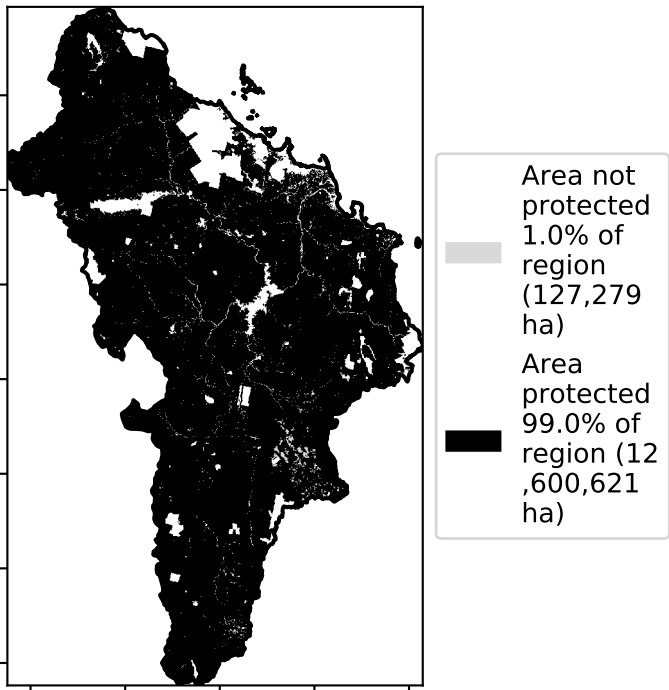 Area not
protected
1.0% of
region
(127,279
ha)
Area
protected
99.0% of
region (12
,600,621
ha)